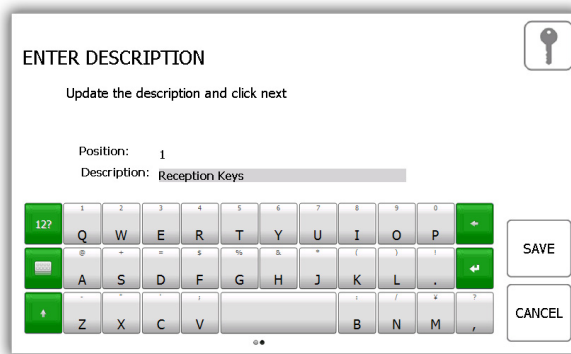 ENTER DESCRIPTION
Update the description and click next
Position: 1
Description: Reception Keys
12?
1 2 3 4 5 6 7 8 9 0
Q W E R T Y U I O P
@ + = $ % & * ( ) !
A S D F G H J K L .
SAVE
Z X C V B N M ,
CANCEL